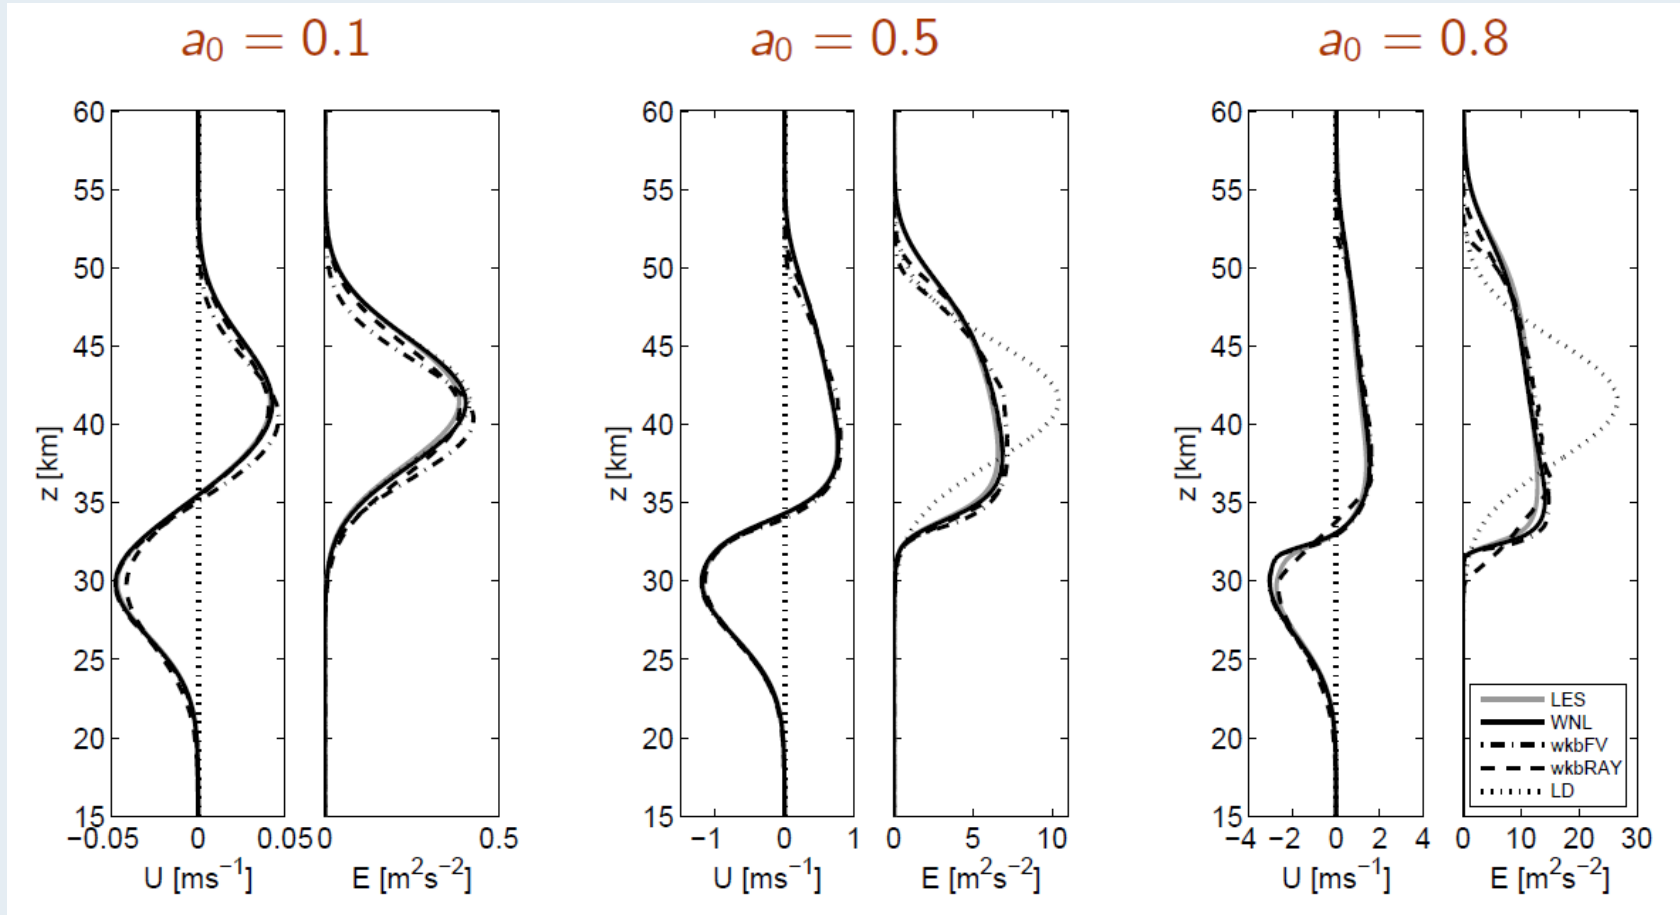 a₀ = 0.1
a₀ = 0.5
a₀ = 0.8
60
55
50
45
40
35
30
25
20
15
z [km]
−0.05 0 0.05
U [ms⁻¹]
0 0.5
E [m²s⁻²]
60
55
50
45
40
35
30
25
20
15
z [km]
−1 0 1
U [ms⁻¹]
0 5 10
E [m²s⁻²]
60
55
50
45
40
35
30
25
20
15
z [km]
−4 −2 0 2 4
U [ms⁻¹]
0 10 20 30
E [m²s⁻²]
LES
WNL
wkbFV
wkbRAY
LD